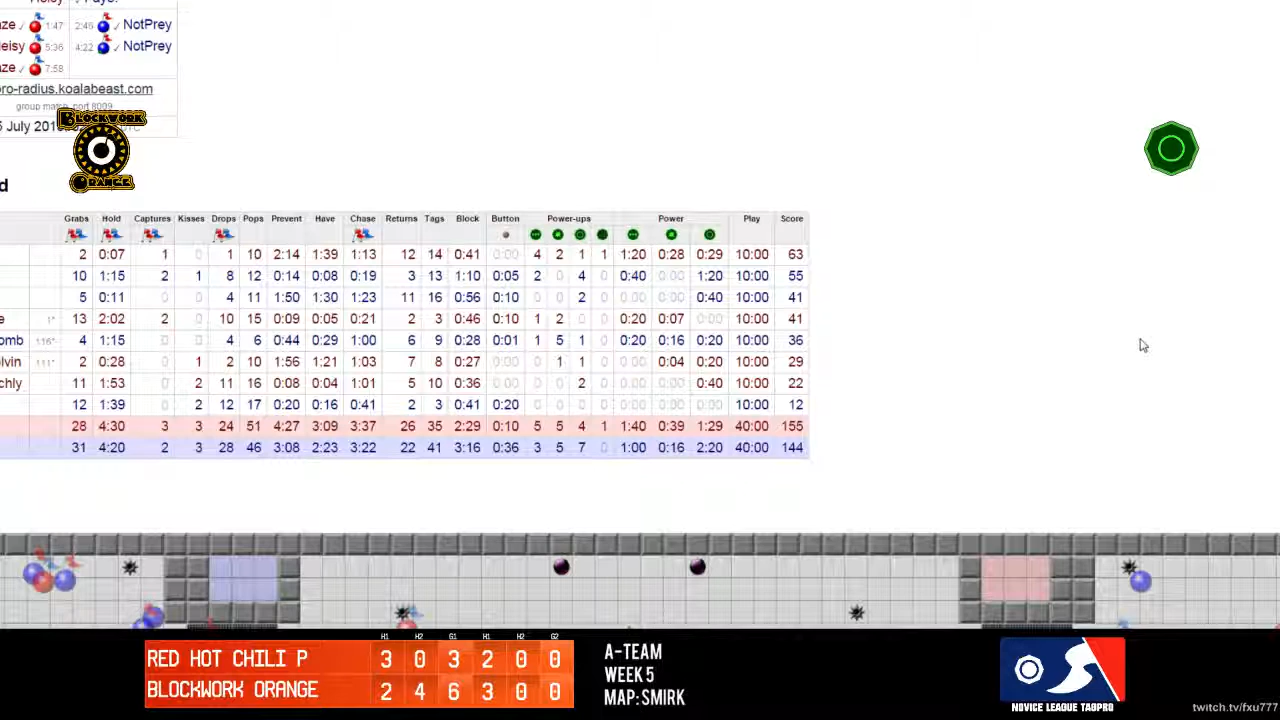 aze ✓ 1:47 2:46 ✓ NotPrey
eisy 5:36 4:22 ✓ NotPrey
aze ✓ 7:58
pro-radius.koalabeast.com
group match, port 8009
5 July 201
BLOCKWORK
ORANGE
d
Grabs Hold Captures Kisses Drops Pops Prevent Have Chase Returns Tags Block Button Power-ups Power Play Score
2 0:07 1 0 1 10 2:14 1:39 1:13 12 14 0:41 0:00 4 2 1 1 1:20 0:28 0:29 10:00 63
10 1:15 2 1 8 12 0:14 0:08 0:19 3 13 1:10 0:05 2 0 4 0 0:40 0:00 1:20 10:00 55
5 0:11 0 0 4 11 1:50 1:30 1:23 11 16 0:56 0:10 0 0 2 0 0:00 0:00 0:40 10:00 41
e 1° 13 2:02 2 0 10 15 0:09 0:05 0:21 2 3 0:46 0:10 1 2 0 0 0:20 0:07 0:00 10:00 41
omb 116° 4 1:15 0 0 4 6 0:44 0:29 1:00 6 9 0:28 0:01 1 5 1 0 0:20 0:16 0:20 10:00 36
lvin 111° 2 0:28 0 1 2 10 1:56 1:21 1:03 7 8 0:27 0:00 0 1 1 0 0:00 0:04 0:20 10:00 29
chly 11 1:53 0 2 11 16 0:08 0:04 1:01 5 10 0:36 0:00 0 0 2 0 0:00 0:00 0:40 10:00 22
12 1:39 0 2 12 17 0:20 0:16 0:41 2 3 0:41 0:20 0 0 0 0 0:00 0:00 0:00 10:00 12
28 4:30 3 3 24 51 4:27 3:09 3:37 26 35 2:29 0:10 5 5 4 1 1:40 0:39 1:29 40:00 155
31 4:20 2 3 28 46 3:08 2:23 3:22 22 41 3:16 0:36 3 5 7 0 1:00 0:16 2:20 40:00 144
H1 H2 G1 H1 H2 G2
RED HOT CHILI P 3 0 3 2 0 0
BLOCKWORK ORANGE 2 4 6 3 0 0
A-TEAM
WEEK 5
MAP: SMIRK
NOVICE LEAGUE TAGPRO
twitch.tv/fxu777